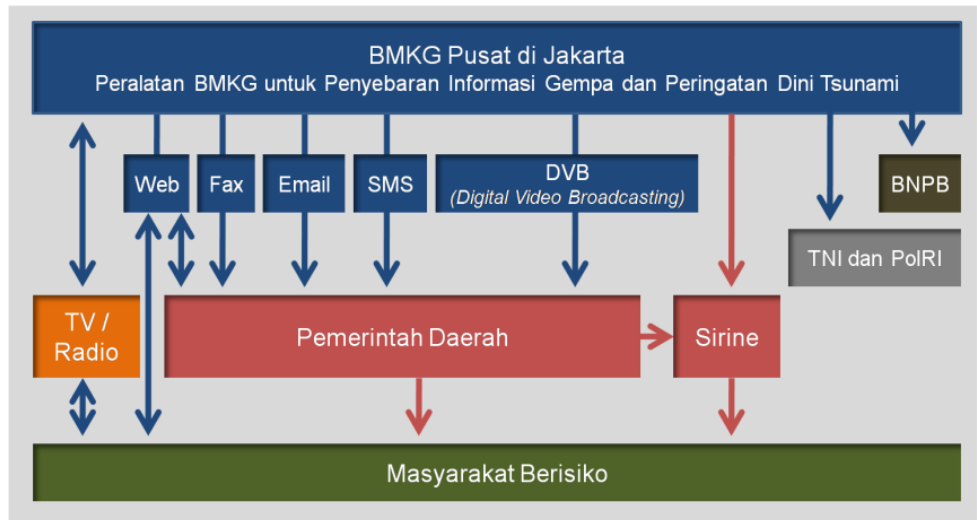 BMKG Pusat di Jakarta
Peralatan BMKG untuk Penyebaran Informasi Gempa dan Peringatan Dini Tsunami
Web
Fax
Email
SMS
DVB
(Digital Video Broadcasting)
BNPB
TNI dan PolRI
TV /
Radio
Pemerintah Daerah
Sirine
Masyarakat Berisiko